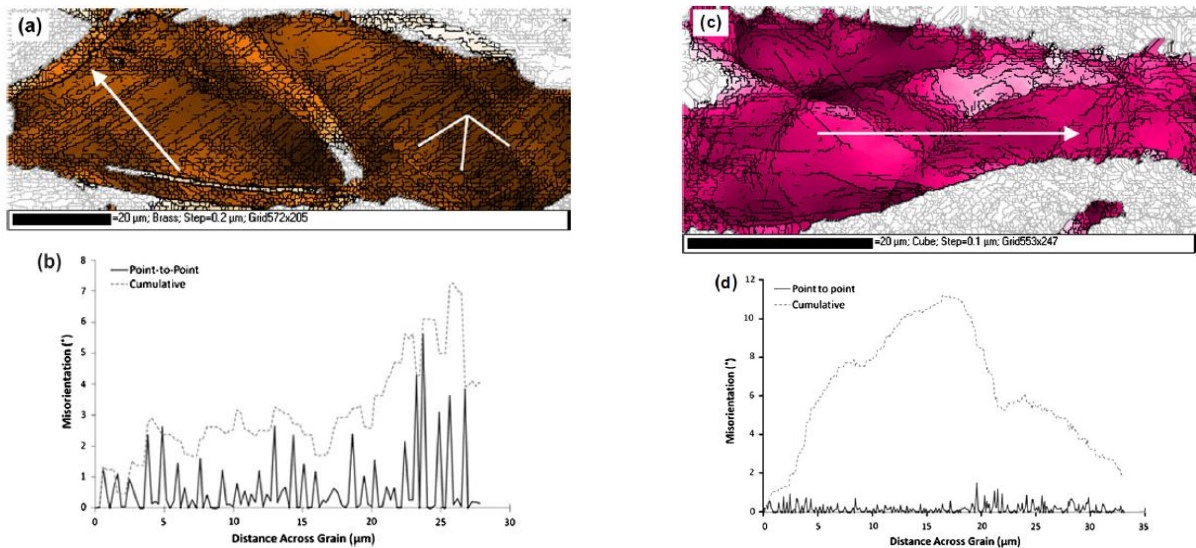 (a)
=20 µm; Brass; Step=0.2 µm; Grid572x205
(b)
Point-to-Point
Cumulative
Misorientation (°)
8
7
6
5
4
3
2
1
0
0 5 10 15 20 25 30
Distance Across Grain (µm)
(c)
=20 µm; Cube; Step=0.1 µm; Grid553x247
(d)
Point to point
Cumulative
Misorientation (°)
12
10
8
6
4
2
0
0 5 10 15 20 25 30 35
Distance Across Grain (µm)